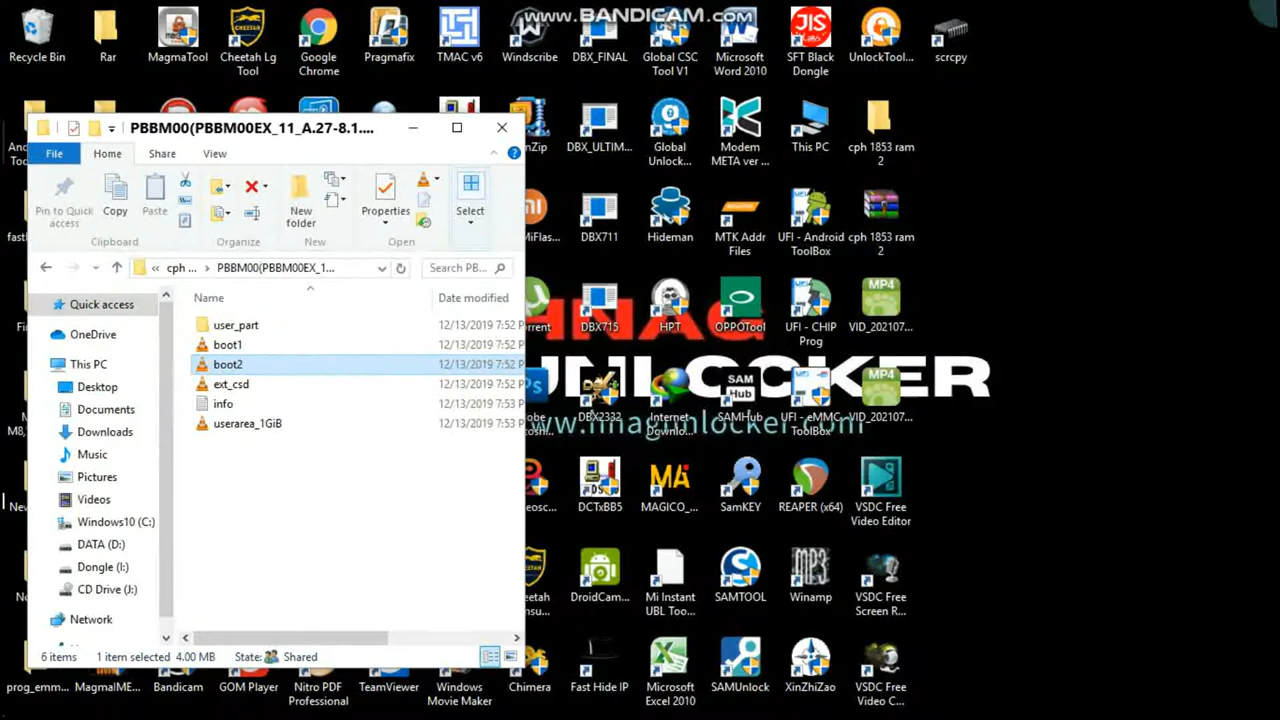 www.BANDICAM.com
Recycle Bin
Rar
MagmaTool
Cheetah Lg
Tool
Google
Chrome
Pragmafix
TMAC v6
Windscribe
DBX_FINAL
Global CSC
Tool V1
Microsoft
Word 2010
SFT Black
Dongle
UnlockTool...
scrcpy
PBBM00(PBBM00EX_11_A.27-8.1....
File
Home
Share
View
Pin to Quick
access
Copy
Paste
Clipboard
Organize
New
folder
New
Properties
Open
Select
cph ...
PBBM00(PBBM00EX_1...
Search PB...
Quick access
OneDrive
This PC
Desktop
Documents
Downloads
Music
Pictures
Videos
Windows10 (C:)
DATA (D:)
Dongle (I:)
CD Drive (J:)
Network
Name
Date modified
user_part
12/13/2019 7:52 P
boot1
12/13/2019 7:52 P
boot2
12/13/2019 7:52 P
ext_csd
12/13/2019 7:52 P
info
12/13/2019 7:53 P
userarea_1GiB
12/13/2019 7:53 P
6 items
1 item selected 4.00 MB
State:
Shared
DBX_ULTIM...
Global
Unlock...
Modem
META ver ...
This PC
cph 1853 ram
2
MiFlas...
DBX711
Hideman
MTK Addr
Files
UFI - Android
ToolBox
cph 1853 ram
2
DBX715
HPT
OPPOTool
UFI - CHIP
Prog
VID_202107...
UNLOCKER
DBX2332
Internet
Downlo...
SAM
Hub
SAMHub
UFI - eMMC
ToolBox
VID_202107...
DCTxBB5
MAGICO_...
SamKEY
REAPER (x64)
VSDC Free
Video Editor
DroidCam...
Mi Instant
UBL Too...
SAMTOOL
Winamp
VSDC Free
Screen R...
prog_emm...
MagmaIME...
Bandicam
GOM Player
Nitro PDF
Professional
TeamViewer
Windows
Movie Maker
Chimera
Fast Hide IP
Microsoft
Excel 2010
SAMUnlock
XinZhiZao
VSDC Free
Video C...